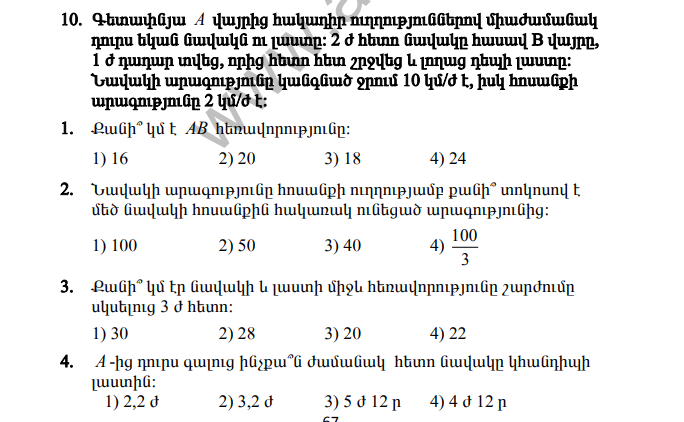 10. Գետափնյա A վայրից հակադիր ուղղություններով միաժամանակ
դուրս եկան նավակն ու լաստը: 2 ժ հետո նավակը հասավ B վայրը,
1 ժ դադար տվեց, որից հետո հետ շրջվեց և լողաց դեպի լաստը:
Նավակի արագությունը կանգնած ջրում 10 կմ/ժ է, իսկ հոսանքի
արագությունը 2 կմ/ժ է:
1. Քանի՞ կմ է AB հեռավորությունը:
1) 16 2) 20 3) 18 4) 24
2. Նավակի արագությունը հոսանքի ուղղությամբ քանի՞ տոկոսով է
մեծ նավակի հոսանքին հակառակ ունեցած արագությունից:
1) 100 2) 50 3) 40 4) 100/3
3. Քանի՞ կմ էր նավակի և լաստի միջև հեռավորությունը շարժումը
սկսելուց 3 ժ հետո:
1) 30 2) 28 3) 20 4) 22
4. A -ից դուրս գալուց ինչքա՞ն ժամանակ հետո նավակը կհանդիպի
լաստին:
1) 2,2 ժ 2) 3,2 ժ 3) 5 ժ 12 ր 4) 4 ժ 12 ր
67